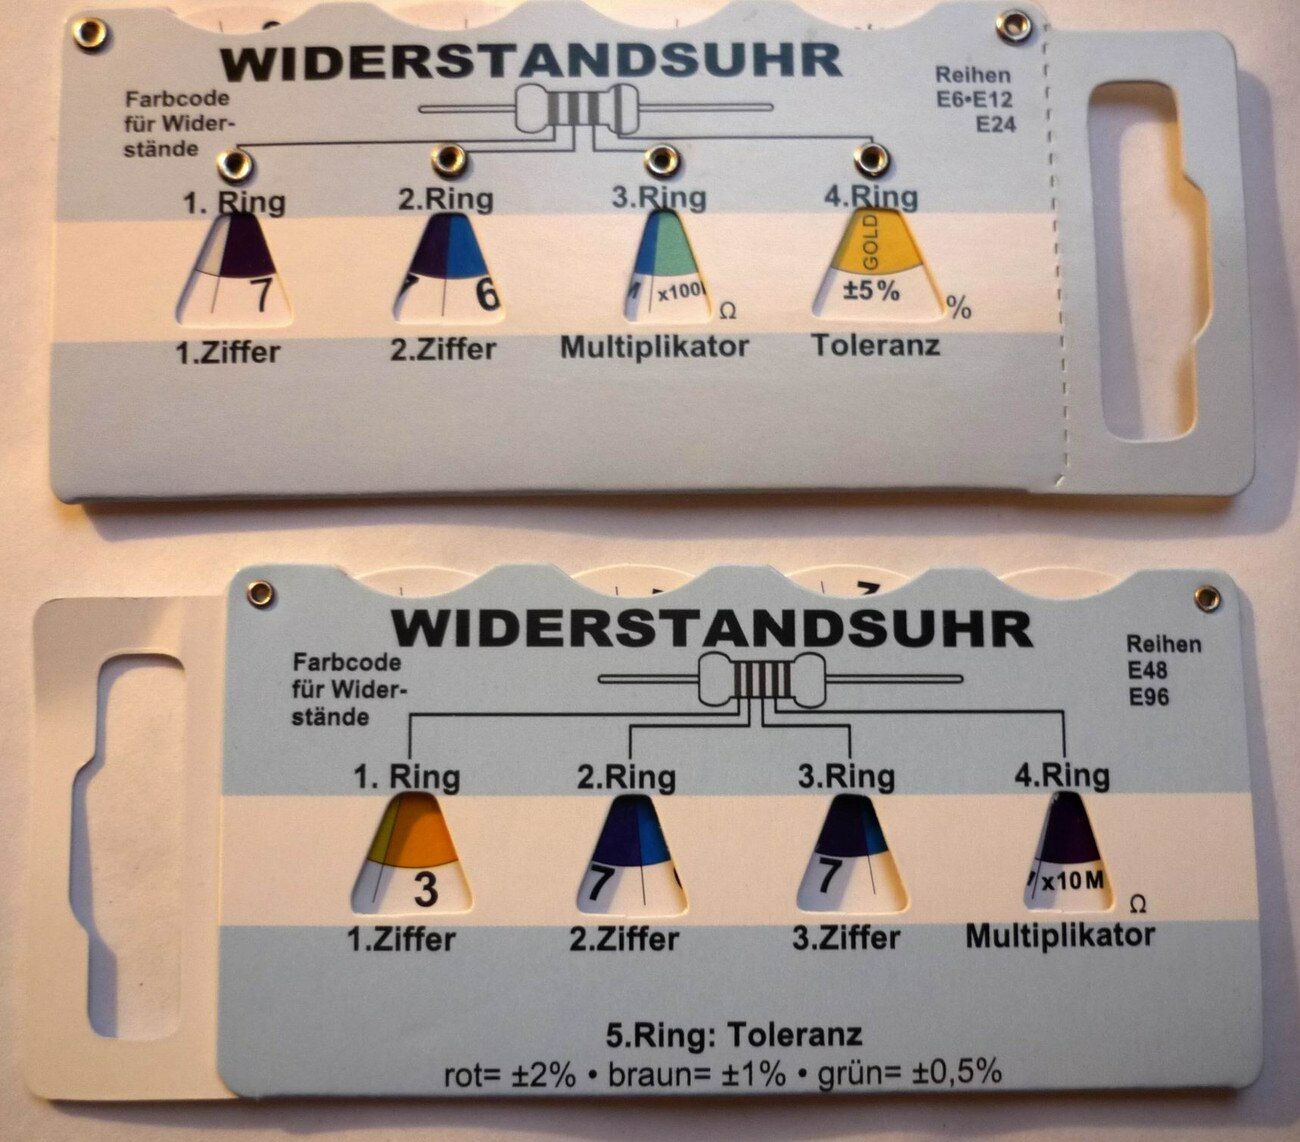 WIDERSTANDSUHR
Farbcode
für Wider-
stände
Reihen
E6•E12
E24
1. Ring 2.Ring 3.Ring 4.Ring
GOLD
7 6 x100 Ω ±5% %
1.Ziffer 2.Ziffer Multiplikator Toleranz
WIDERSTANDSUHR
Farbcode
für Wider-
stände
Reihen
E48
E96
1. Ring 2.Ring 3.Ring 4.Ring
3 7 7 x10M Ω
1.Ziffer 2.Ziffer 3.Ziffer Multiplikator
5.Ring: Toleranz
rot= ±2% • braun= ±1% • grün= ±0,5%